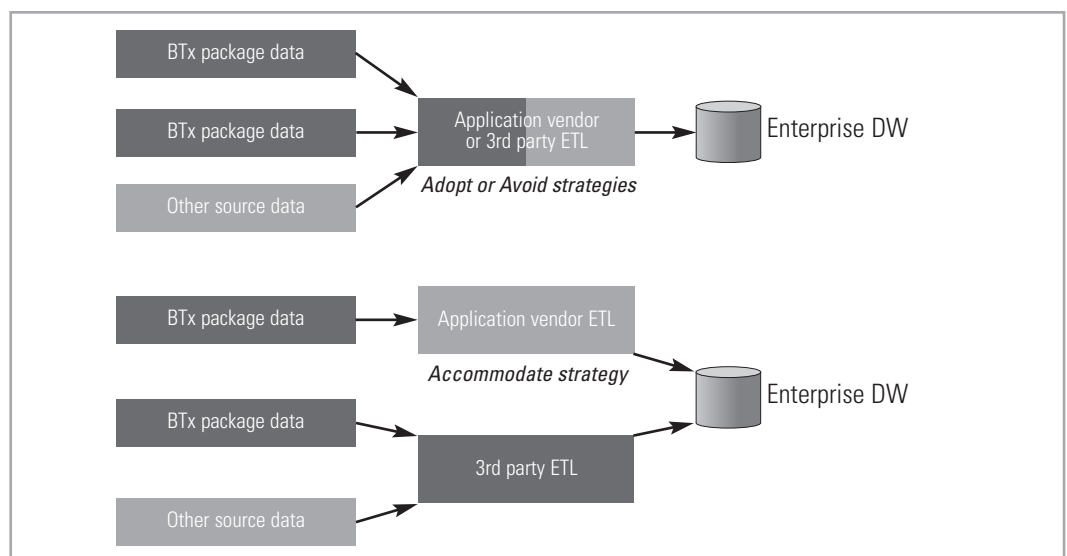 BTx package data
BTx package data
Other source data
Application vendor
or 3rd party ETL
Adopt or Avoid strategies
Enterprise DW
BTx package data
Application vendor ETL
Accommodate strategy
BTx package data
3rd party ETL
Other source data
Enterprise DW